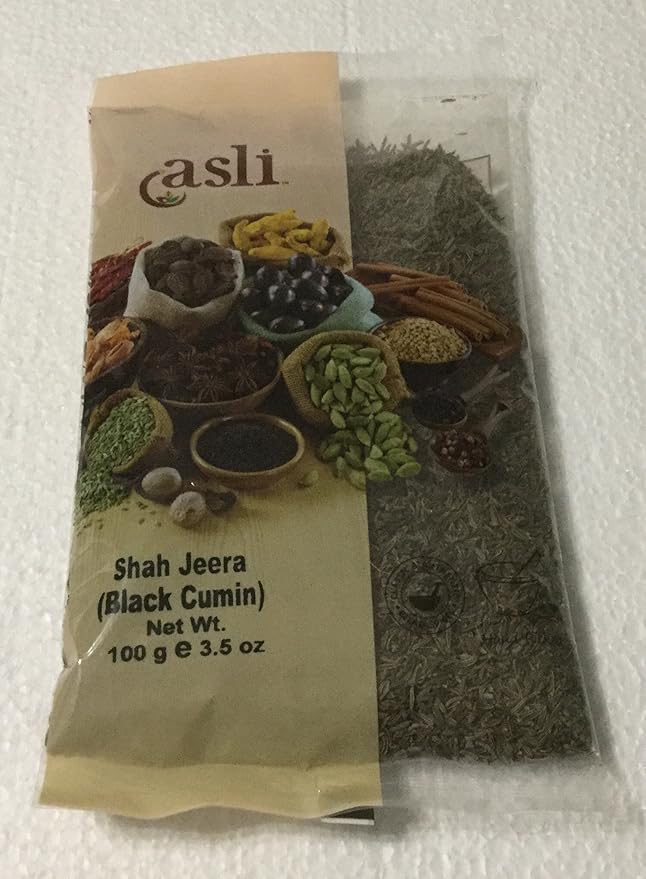 asli
Shah Jeera
(Black Cumin)
Net Wt.
100 g e 3.5 oz